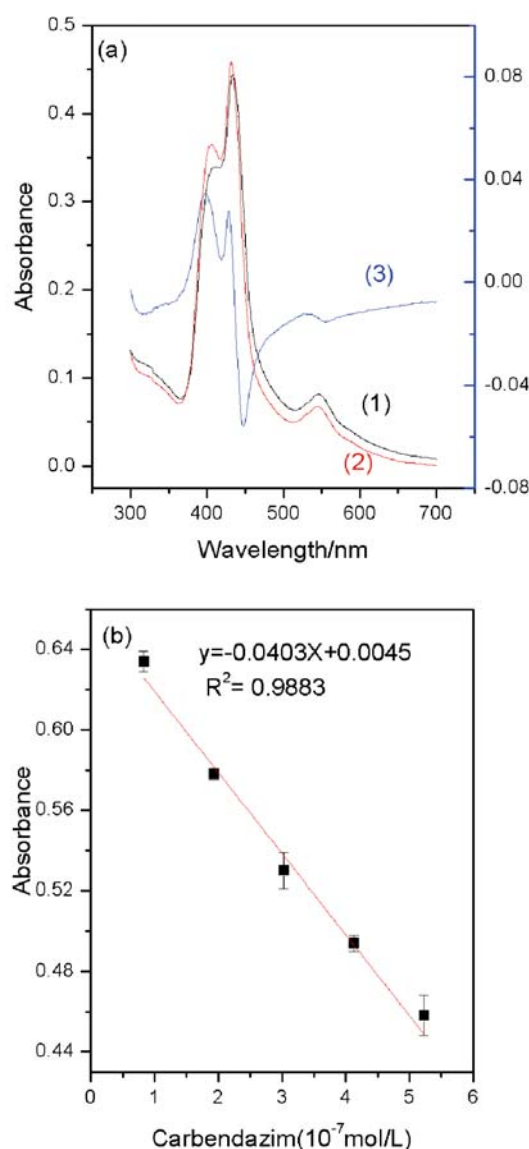 (a)
0.5
0.4
0.3
0.2
0.1
0.0
Absorbance
0.08
0.04
0.00
-0.04
-0.08
(3)
(1)
(2)
300 400 500 600 700
Wavelength/nm
(b)
y=-0.0403X+0.0045
R²= 0.9883
0.64
0.60
0.56
0.52
0.48
0.44
Absorbance
0 1 2 3 4 5 6
Carbendazim(10⁻⁷mol/L)